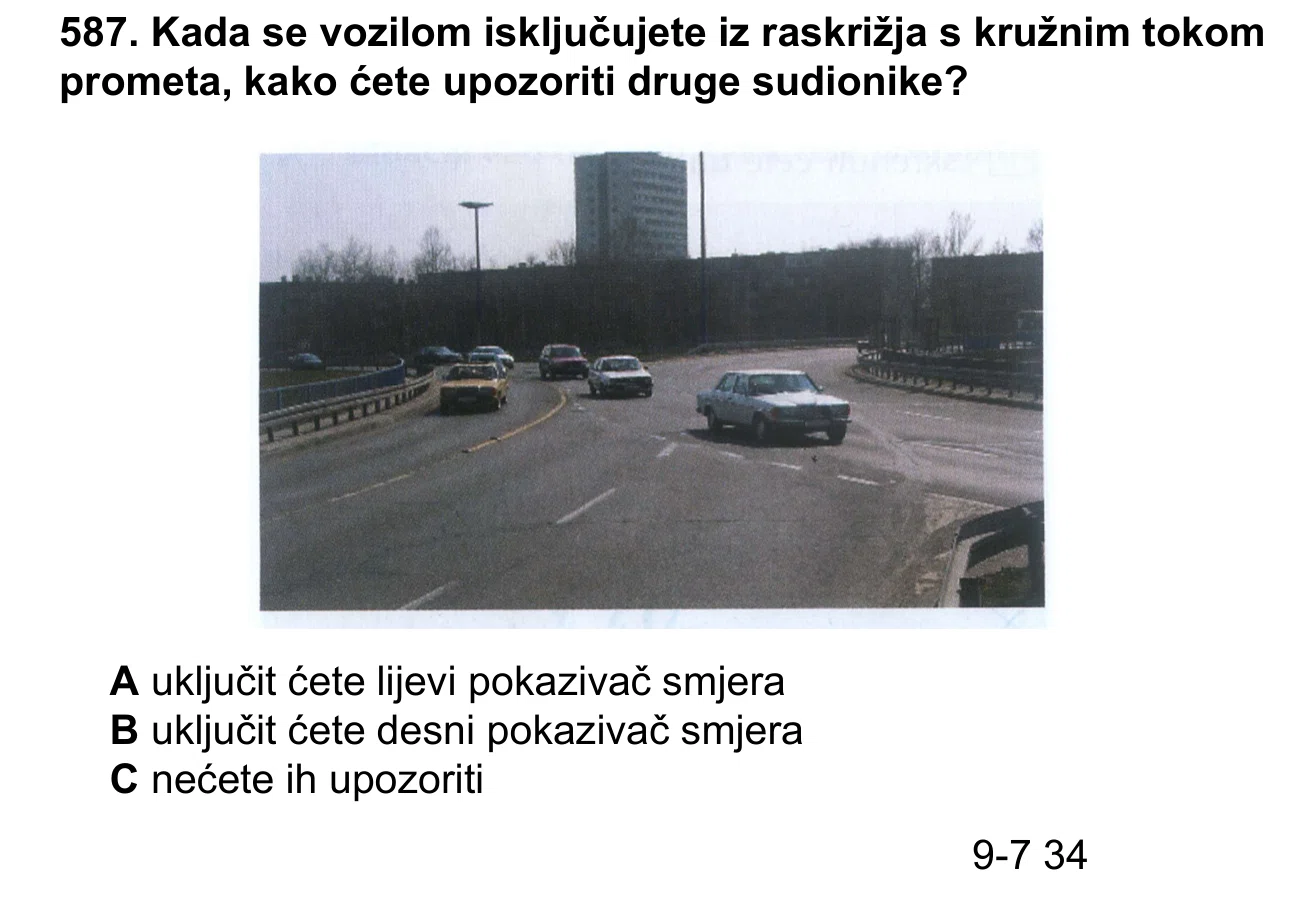 587. Kada se vozilom isključujete iz raskrižja s kružnim tokom
prometa, kako ćete upozoriti druge sudionike?
A uključit ćete lijevi pokazivač smjera
B uključit ćete desni pokazivač smjera
C nećete ih upozoriti
9-7 34